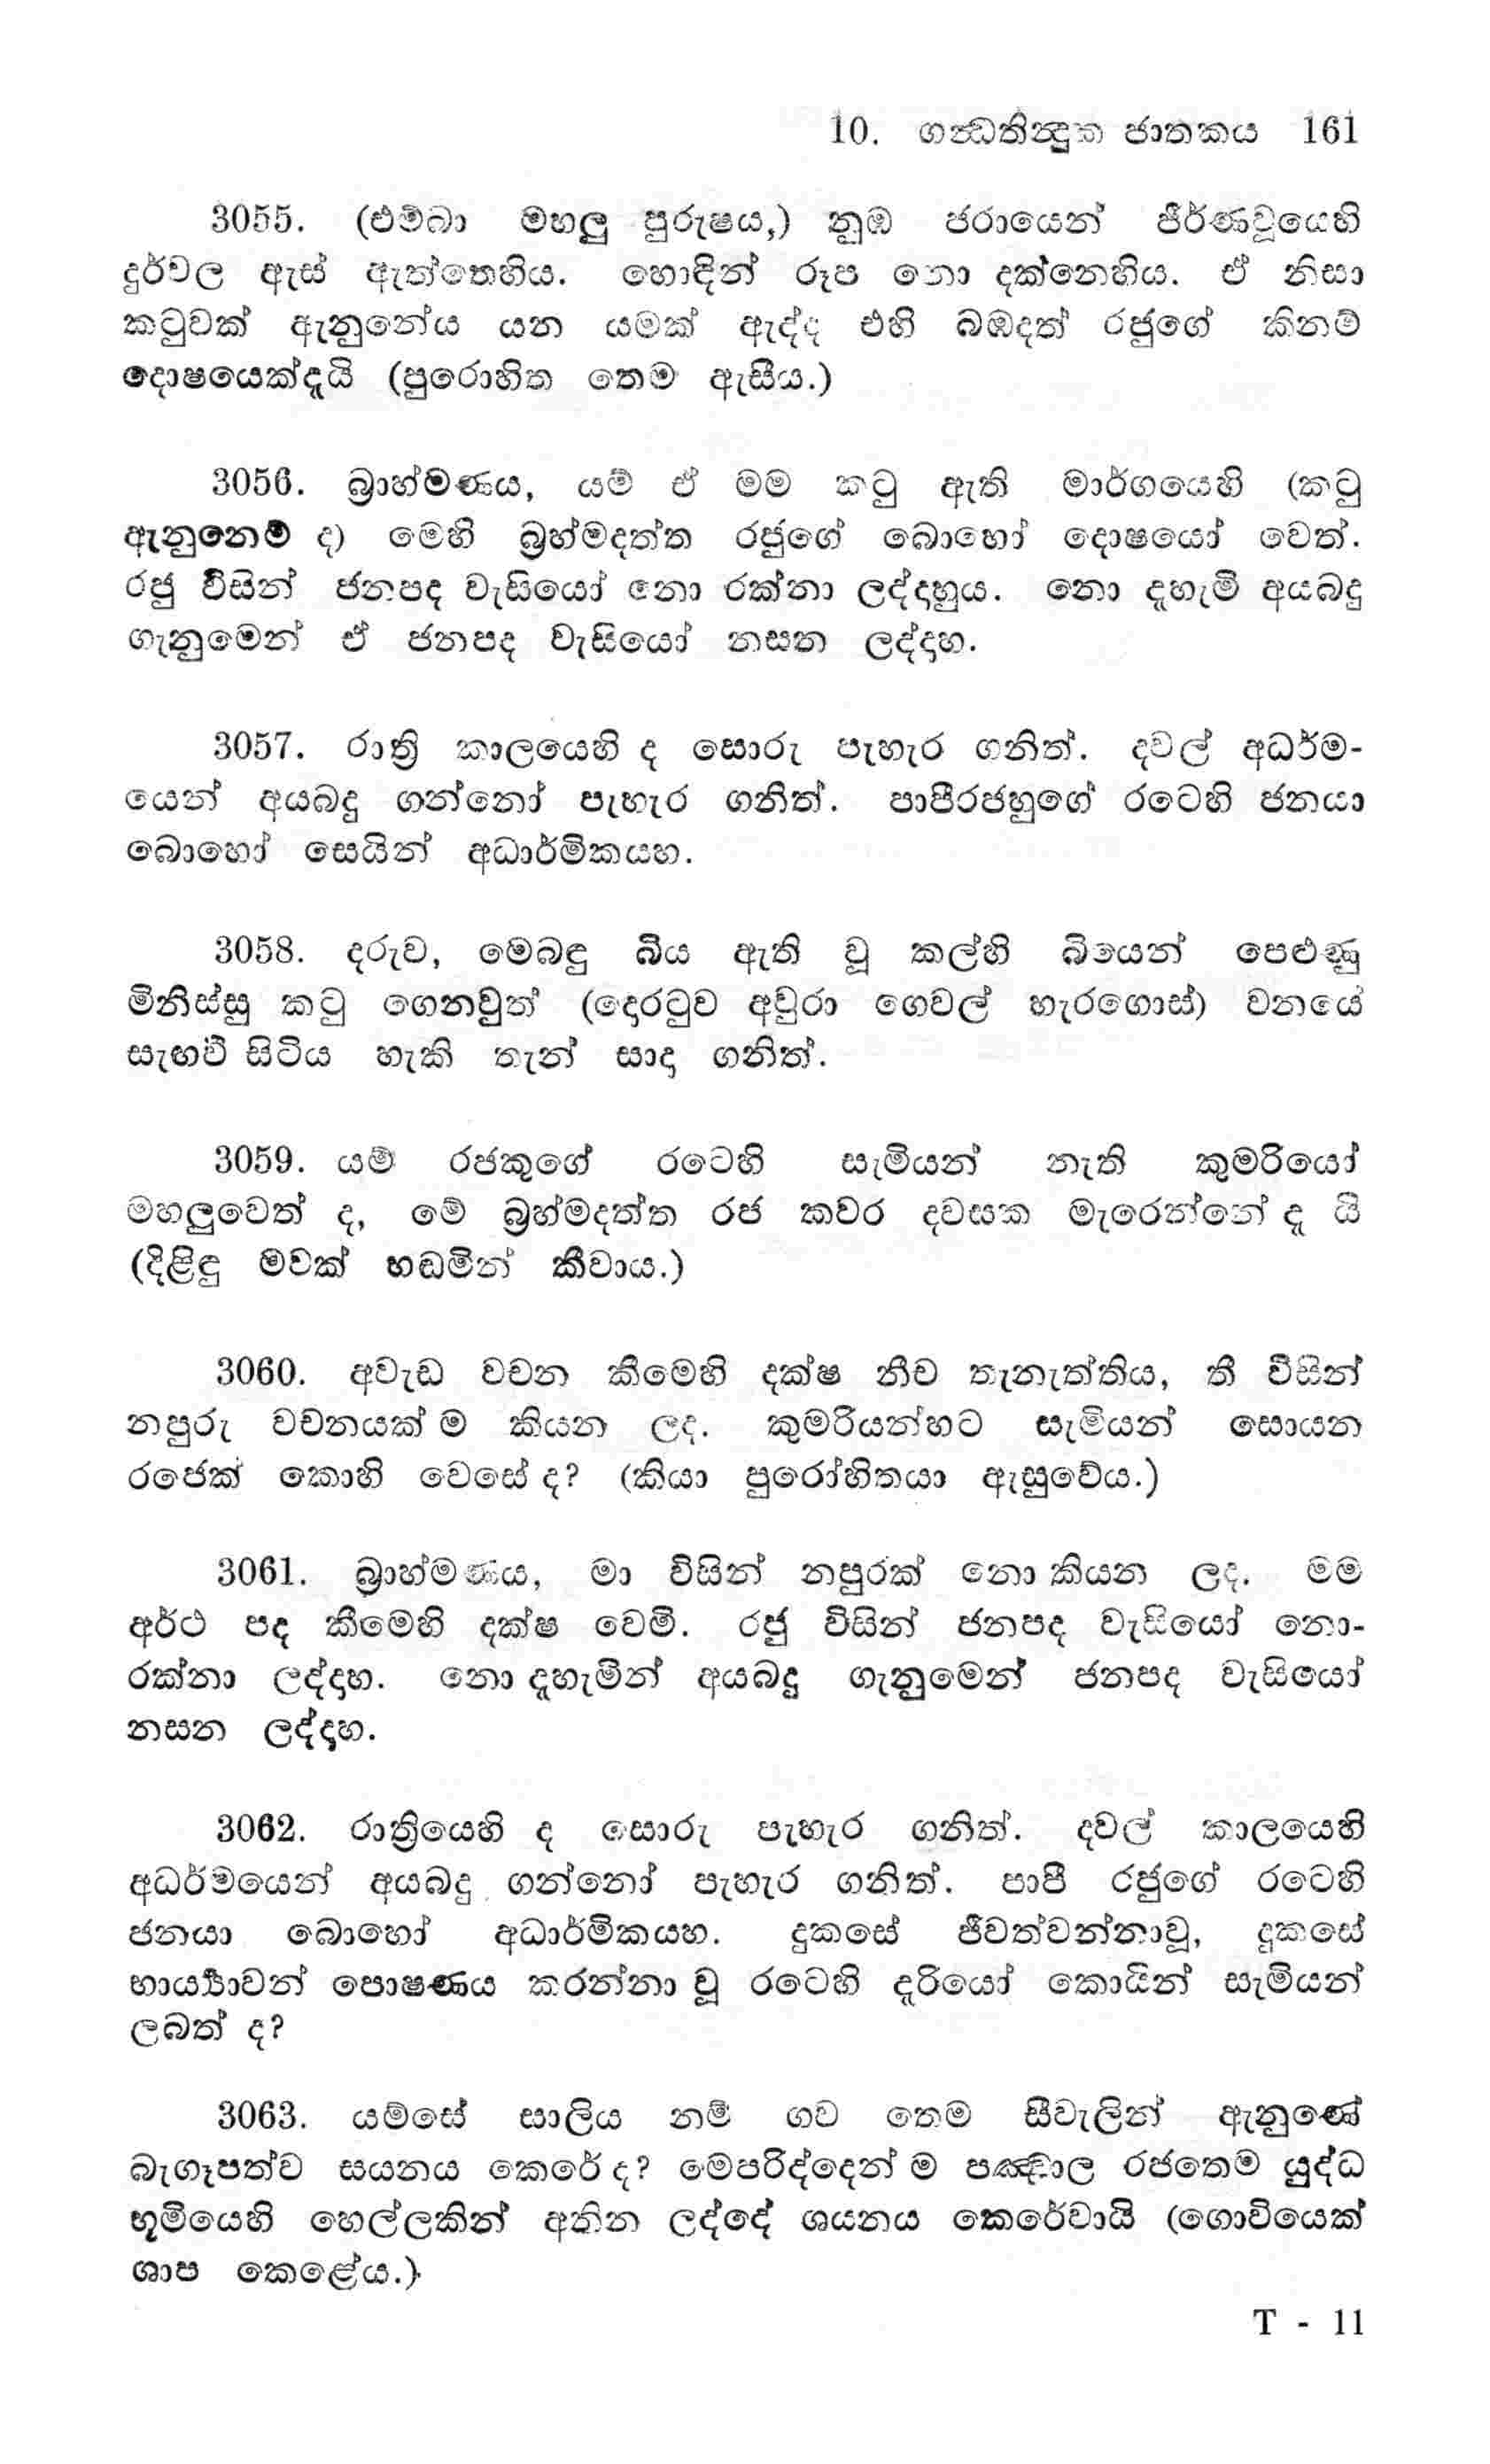 10. ගන්‍ධතින්‍දුක ජාතකය 161
3055. (එම්බා මහලු පුරුෂය,) නුඹ ජරායෙන් ජීර්ණවූයෙහි
දුර්වල ඇස් ඇත්තෙහිය. හොඳින් රූප නො දක්නෙහිය. ඒ නිසා
කටුවක් ඇනුනේය යන යමක් ඇද්ද එහි බඹදත් රජුගේ කිනම්
දොෂයෙක්දැයි (පුරොහිත තෙම ඇසීය.)
3056. බ්‍රාහ්මණය, යම් ඒ මම කටු ඇති මාර්ගයෙහි (කටු
ඇනුනෙම් ද) මෙහි බ්‍රහ්මදත්ත රජුගේ බොහෝ දොෂයෝ වෙත්.
රජු විසින් ජනපද වැසියෝ නො රක්නා ලද්දාහුය. නො දැහැමි අයබදු
ගැනුමෙන් ඒ ජනපද වැසියෝ නසන ලද්දාහ.
3057. රාත්‍රි කාලයෙහි ද සොරු පැහැර ගනිත්. දවල් අධර්ම-
යෙන් අයබදු ගන්නෝ පැහැර ගනිත්. පාපීරජහුගේ රටෙහි ජනයා
බොහෝ සෙයින් අධාර්මිකයහ.
3058. දරුව, මෙබඳු බිය ඇති වූ කල්හි බියෙන් පෙළුණු
මිනිස්සු කටු ගෙනවුත් (දොරටුව අවුරා ගෙවල් හැරගොස්) වනයේ
සැඟවී සිටිය හැකි තැන් සාදා ගනිත්.
3059. යම් රජකුගේ රටෙහි සැමියන් නැති කුමරියෝ
මහලුවෙත් ද, මේ බ්‍රහ්මදත්ත රජ කවර දවසක මැරෙන්නේ දැ යි
(දිළිඳු මවක් හඬමින් කීවාය.)
3060. අවැඩ වචන කීමෙහි දක්ෂ නීච තැනැත්තිය, තී විසින්
නපුරු වචනයක් ම කියන ලද. කුමරියන්හට සැමියන් සොයන
රජෙක් කොහි වෙසේ ද? (කියා පුරෝහිතයා ඇසුවේය.)
3061. බ්‍රාහ්මණය, මා විසින් නපුරක් නො කියන ලද. මම
අර්ථ පද කීමෙහි දක්ෂ වෙමි. රජු විසින් ජනපද වැසියෝ නො-
රක්නා ලද්දාහ. නො දැහැමින් අයබදු ගැනුමෙන් ජනපද වැසියෝ
නසන ලද්දාහ.
3062. රාත්‍රියෙහි ද සොරු පැහැර ගනිත්. දවල් කාලයෙහි
අධර්මයෙන් අයබදු ගන්නෝ පැහැර ගනිත්. පාපී රජුගේ රටෙහි
ජනයා බොහෝ අධාර්මිකයහ. දුකසේ ජීවත්වන්නාවූ, දුකසේ
භාර්‍ය්‍යාවන් පොෂණය කරන්නා වූ රටෙහි දැරියෝ කොයින් සැමියන්
ලබත් ද?
3063. යම්සේ සාලිය නම් ගව තෙම සීවැලින් ඇනුණේ
බැගෑපත්ව සයනය කෙරේ ද? මෙපරිද්දෙන් ම පඤ්චාල රජතෙම යුද්ධ
භූමියෙහි හෙල්ලකින් අනින ලද්දේ ශයනය කෙරේවායි (ගොවියෙක්
ශාප කෙළේය.)
T - 11